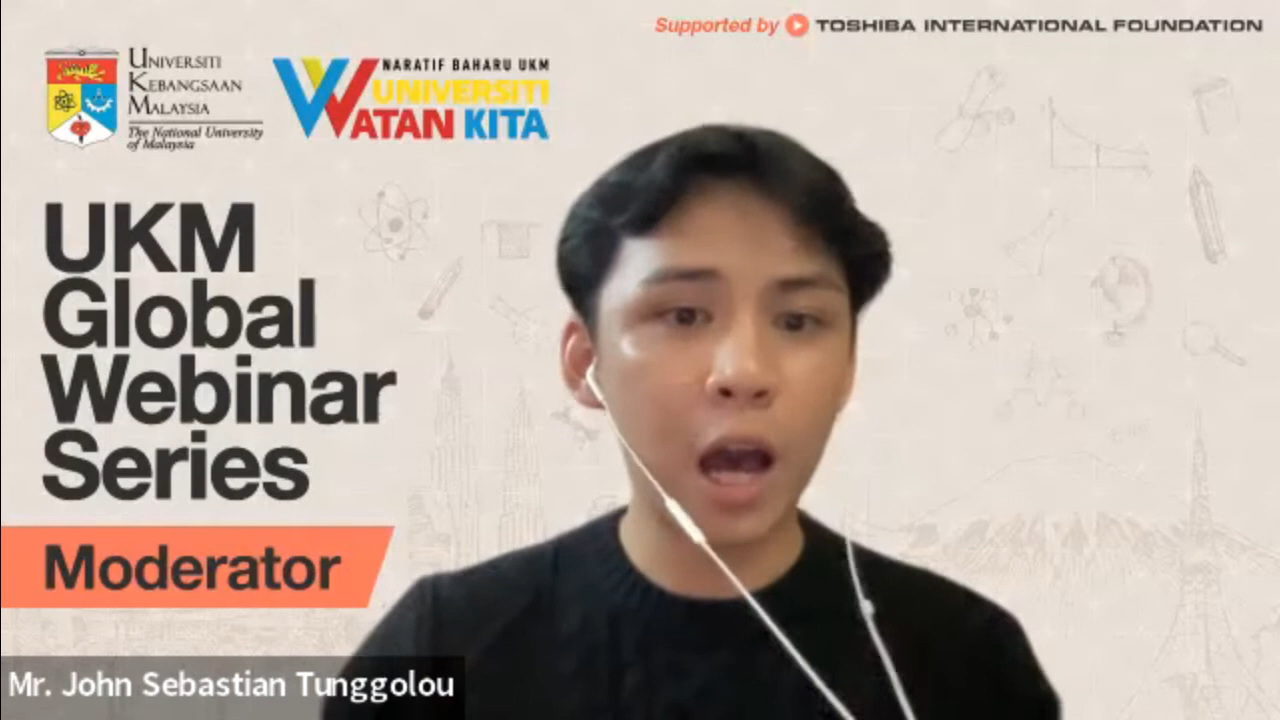 Supported by TOSHIBA INTERNATIONAL FOUNDATION
UNIVERSITI
KEBANGSAAN
MALAYSIA
The National University
of Malaysia
NARATIF BAHARU UKM
UNIVERSITI
WATAN KITA
UKM
Global
Webinar
Series
Moderator
Mr. John Sebastian Tunggolou